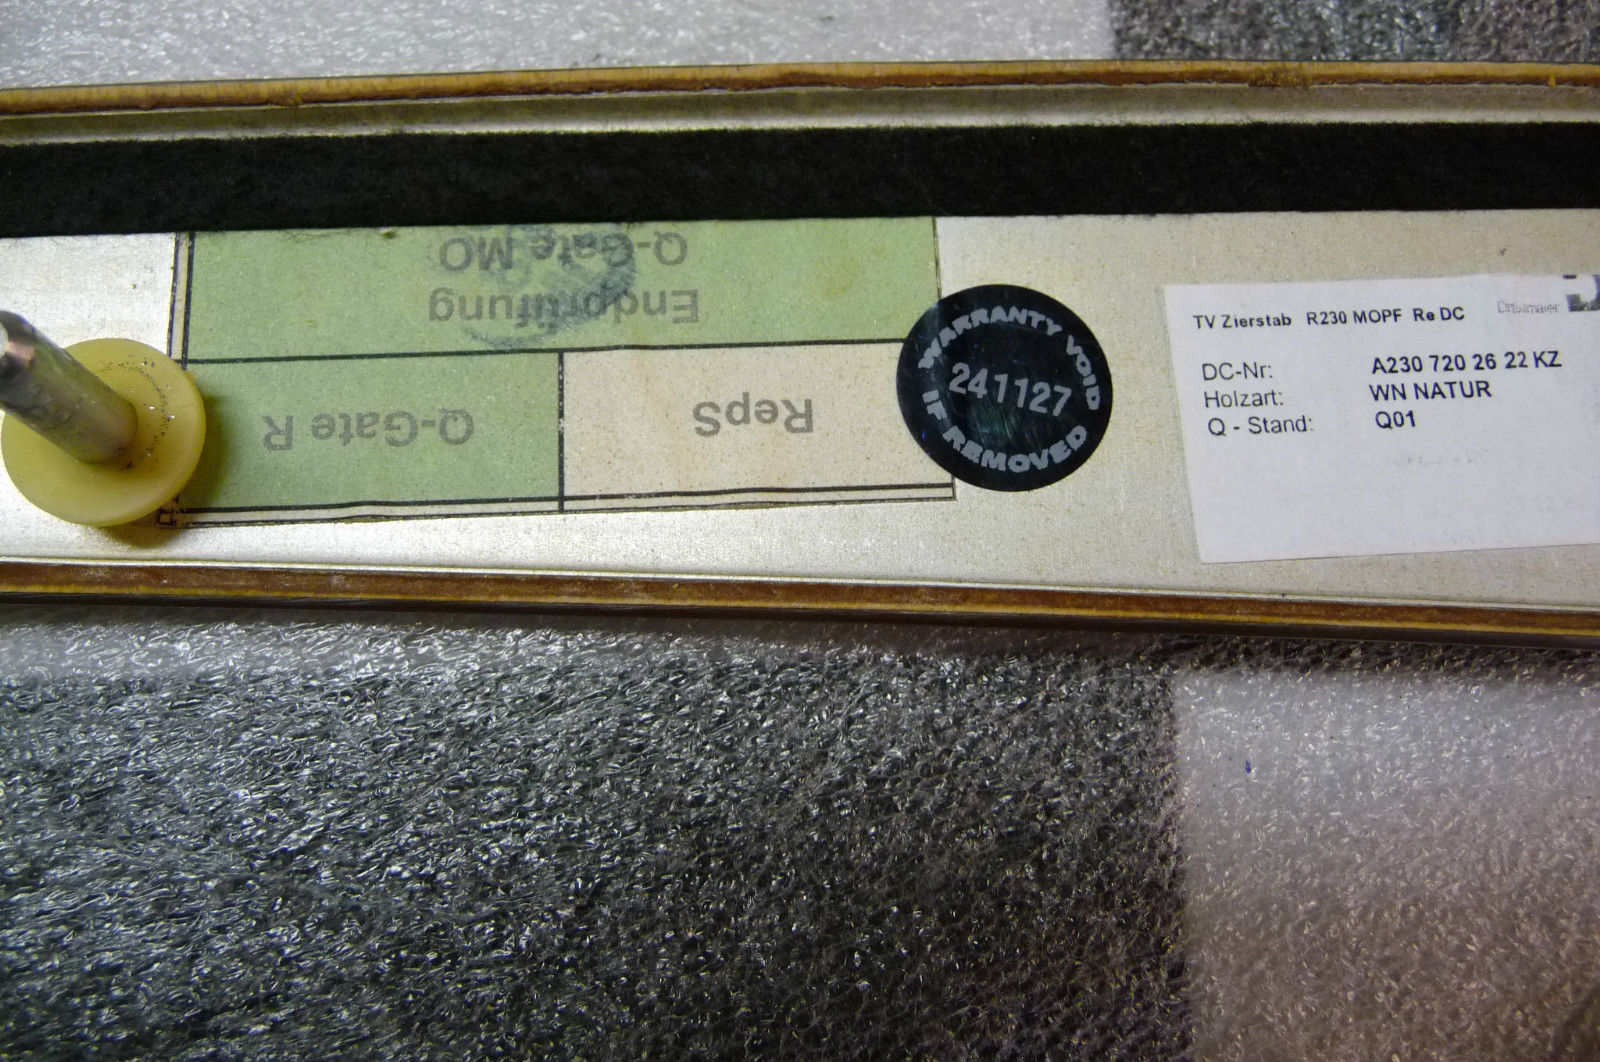 Q-Gate MO
Endprüfung
Q-Gate R
RepS
WARRANTY VOID
241127
IF REMOVED
TV Zierstab R230 MOPF Re DC
DC-Nr: A230 720 26 22 KZ
Holzart: WN NATUR
Q - Stand: Q01